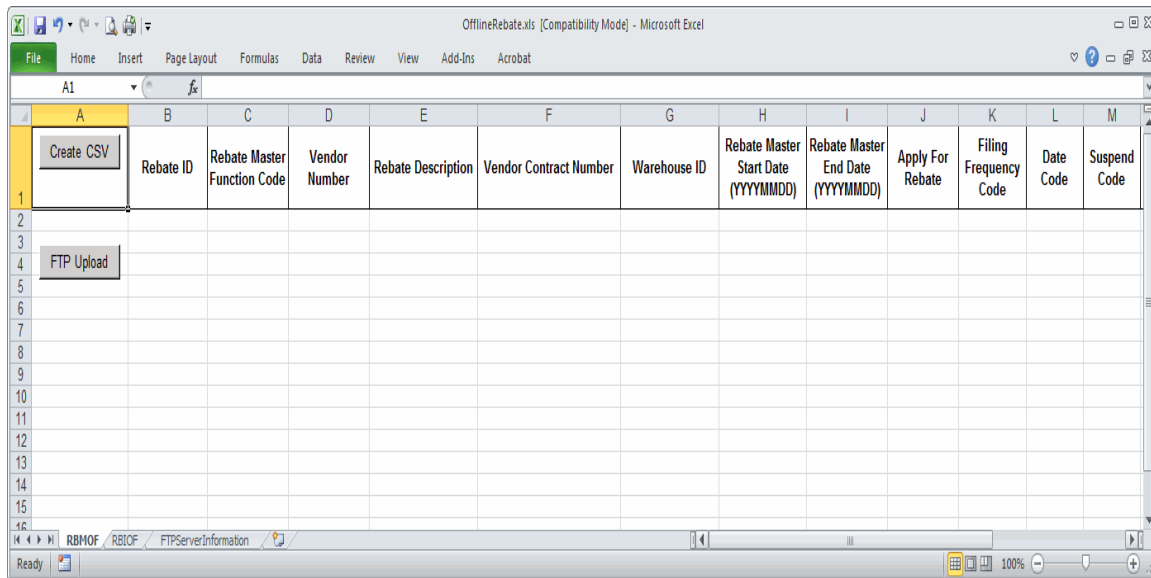 OfflineRebate.xls [Compatibility Mode] - Microsoft Excel
File Home Insert Page Layout Formulas Data Review View Add-Ins Acrobat
A1 fx
A B C D E F G H I J K L M
1 Create CSV
Rebate ID
Rebate Master
Function Code
Vendor
Number
Rebate Description
Vendor Contract Number
Warehouse ID
Rebate Master
Start Date
(YYYYMMDD)
Rebate Master
End Date
(YYYYMMDD)
Apply For
Rebate
Filing
Frequency
Code
Date
Code
Suspend
Code
2
3
4 FTP Upload
5
6
7
8
9
10
11
12
13
14
15
16
RBMOF RBIOF FTPServerInformation
Ready 100%